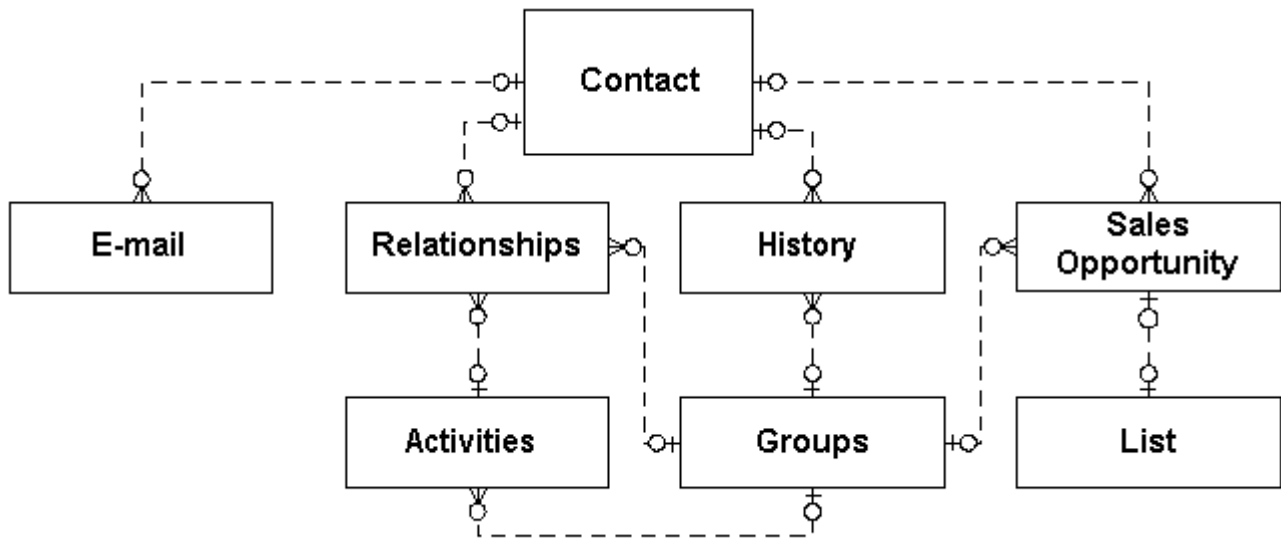 Contact
E-mail
Relationships
History
Sales
Opportunity
Activities
Groups
List